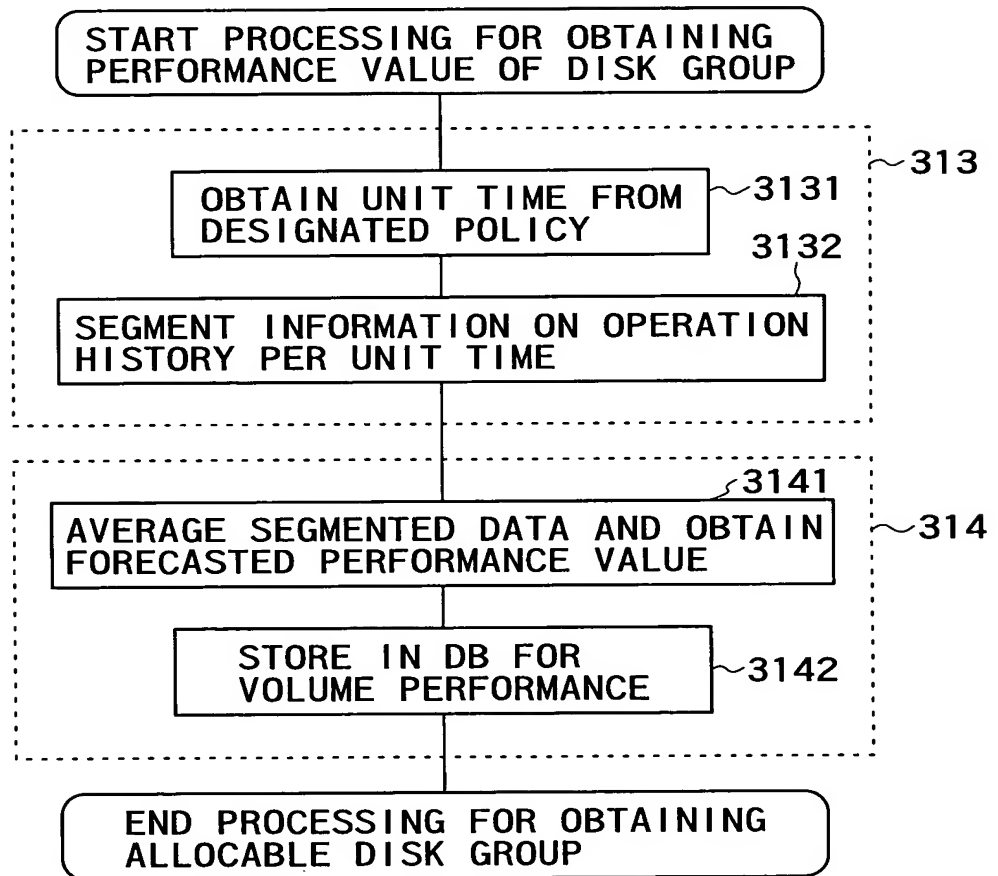 START PROCESSING FOR OBTAINING
PERFORMANCE VALUE OF DISK GROUP
313
OBTAIN UNIT TIME FROM
DESIGNATED POLICY
3131
3132
SEGMENT INFORMATION ON OPERATION
HISTORY PER UNIT TIME
3141
AVERAGE SEGMENTED DATA AND OBTAIN
FORECASTED PERFORMANCE VALUE
314
STORE IN DB FOR
VOLUME PERFORMANCE
3142
END PROCESSING FOR OBTAINING
ALLOCABLE DISK GROUP